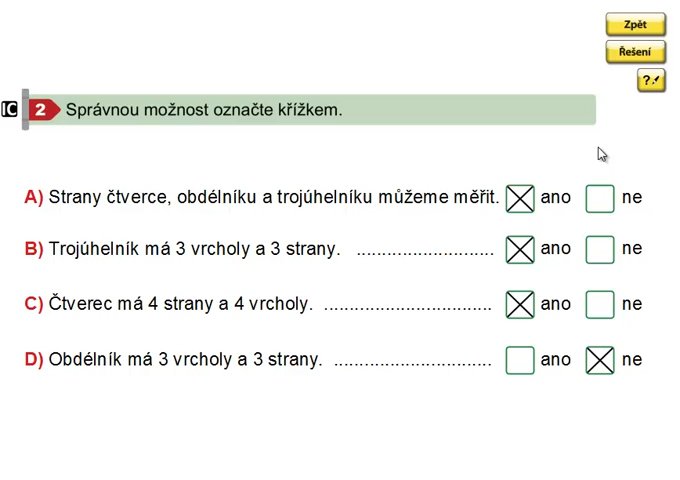 Zpět
Řešení
?
IC 2 Správnou možnost označte křížkem.
A) Strany čtverce, obdélníku a trojúhelníku můžeme měřit. ano ne
B) Trojúhelník má 3 vrcholy a 3 strany. ............................ ano ne
C) Čtverec má 4 strany a 4 vrcholy. ................................ ano ne
D) Obdélník má 3 vrcholy a 3 strany. .............................. ano ne